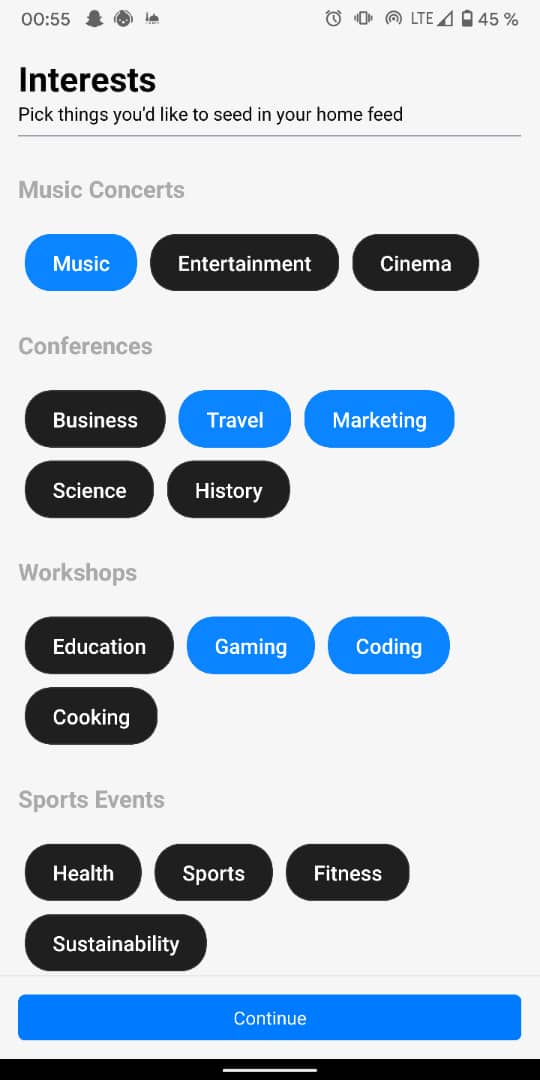 00:55 LTE 45 %
Interests
Pick things you'd like to seed in your home feed
Music Concerts
Music Entertainment Cinema
Conferences
Business Travel Marketing
Science History
Workshops
Education Gaming Coding
Cooking
Sports Events
Health Sports Fitness
Sustainability
Continue